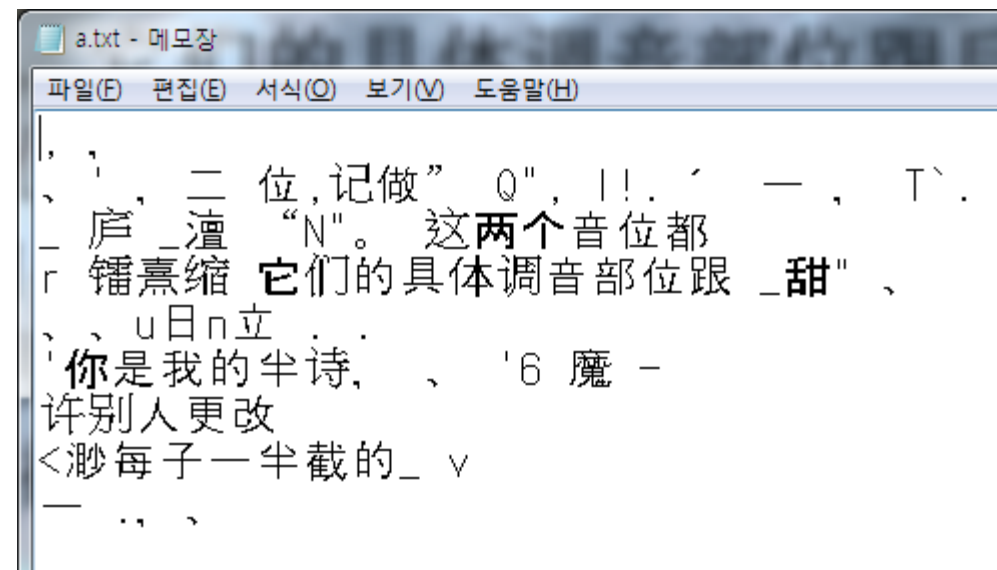 a.txt - 메모장
파일(F) 편집(E) 서식(O) 보기(V) 도움말(H)
, ,
、 ' , 二 位,记做” Q", l!. ˊ — , T`.
_ 庐 _澶 “N"。 这两个音位都
r 镭熹缩 它们的具体调音部位跟 _甜" 、
、、u日n立 . .
'你是我的半诗, 、 '6 魔 -
许别人更改
<渺每子一半截的_ v
一 ., 、